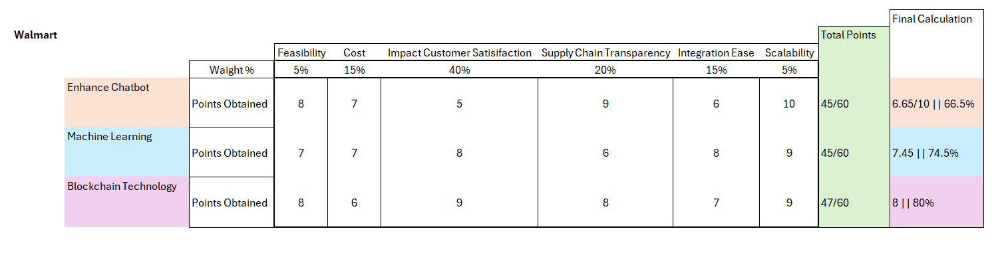 Final Calculation
Walmart
Total Points
Feasibility Cost Impact Customer Satisifaction Supply Chain Transparency Integration Ease Scalability
Waight % 5% 15% 40% 20% 15% 5%
Enhance Chatbot
Points Obtained 8 7 5 9 6 10 45/60 6.65/10 || 66.5%
Machine Learning
Points Obtained 7 7 8 6 8 9 45/60 7.45 || 74.5%
Blockchain Technology
Points Obtained 8 6 9 8 7 9 47/60 8 || 80%